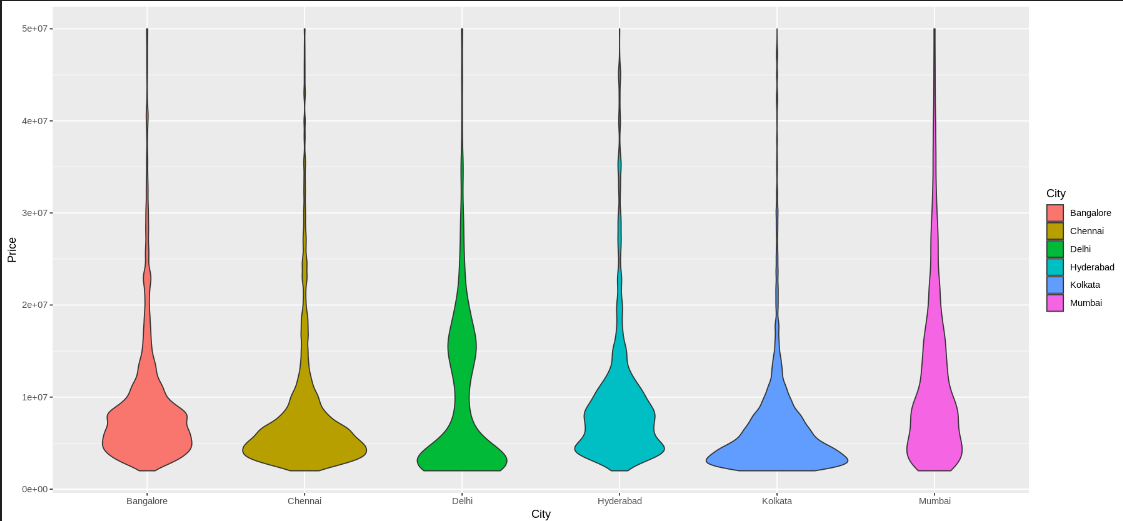 5e+07
4e+07
3e+07
2e+07
1e+07
0e+00
Price
Bangalore
Chennai
Delhi
Hyderabad
Kolkata
Mumbai
City
City
Bangalore
Chennai
Delhi
Hyderabad
Kolkata
Mumbai